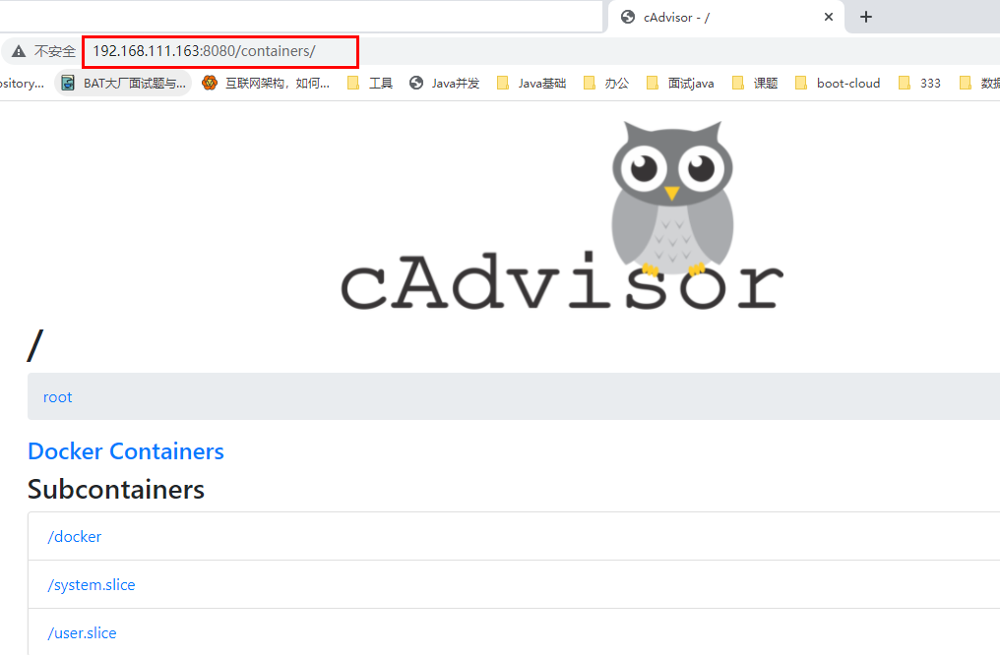 cAdvisor - /
不安全 192.168.111.163:8080/containers/
ository... BAT大厂面试题与... 互联网架构，如何... 工具 Java并发 Java基础 办公 面试java 课题 boot-cloud 333 数据
cAdvisor
/
root
Docker Containers
Subcontainers
/docker
/system.slice
/user.slice